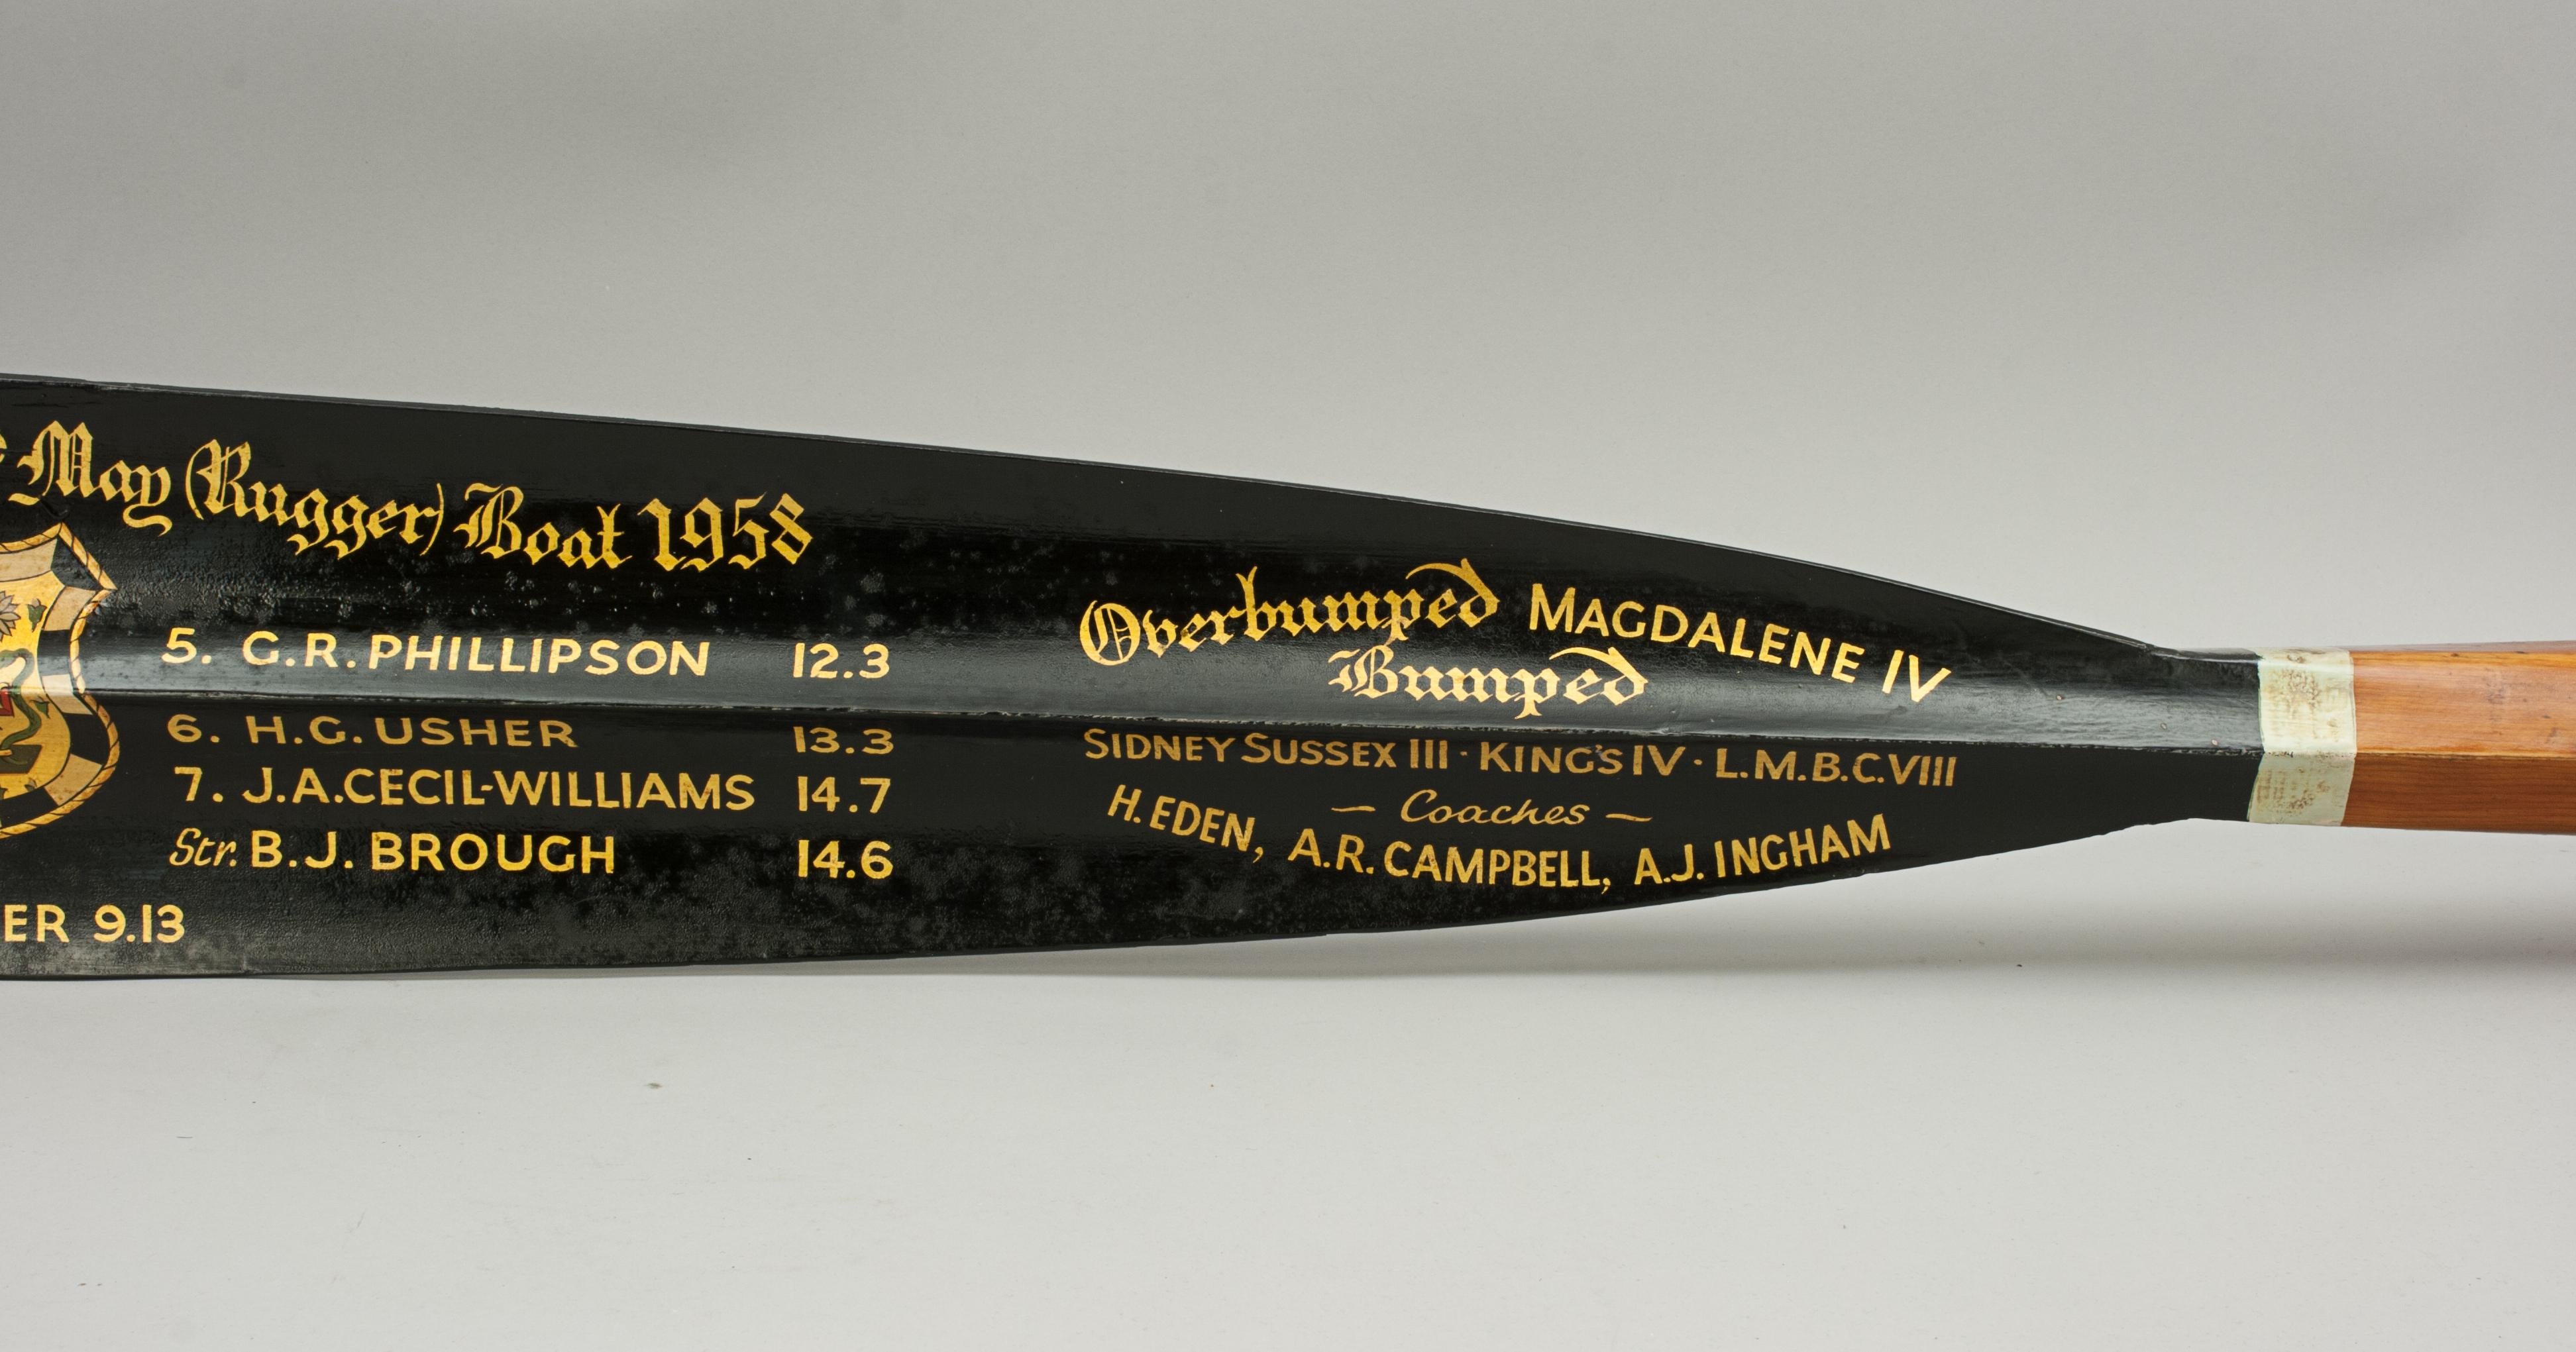 May (Rugger) Boat 1958
5. G.R. PHILLIPSON 12.3
6. H.G. USHER 13.3
7. J.A. CECIL-WILLIAMS 14.7
Str. B.J. BROUGH 14.6
ER 9.13
Overbumped MAGDALENE IV
Bumped
SIDNEY SUSSEX III · KING'S IV · L.M.B.C. VIII
— Coaches —
H. EDEN, A.R. CAMPBELL, A.J. INGHAM